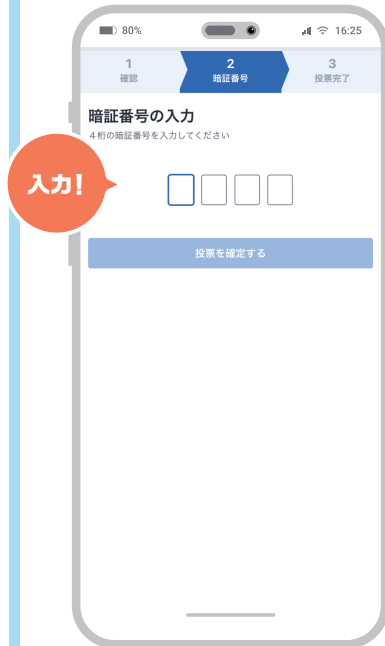 80%
16:25
1
確認
2
暗証番号
3
投票完了
暗証番号の入力
4桁の暗証番号を入力してください
入力!
投票を確定する